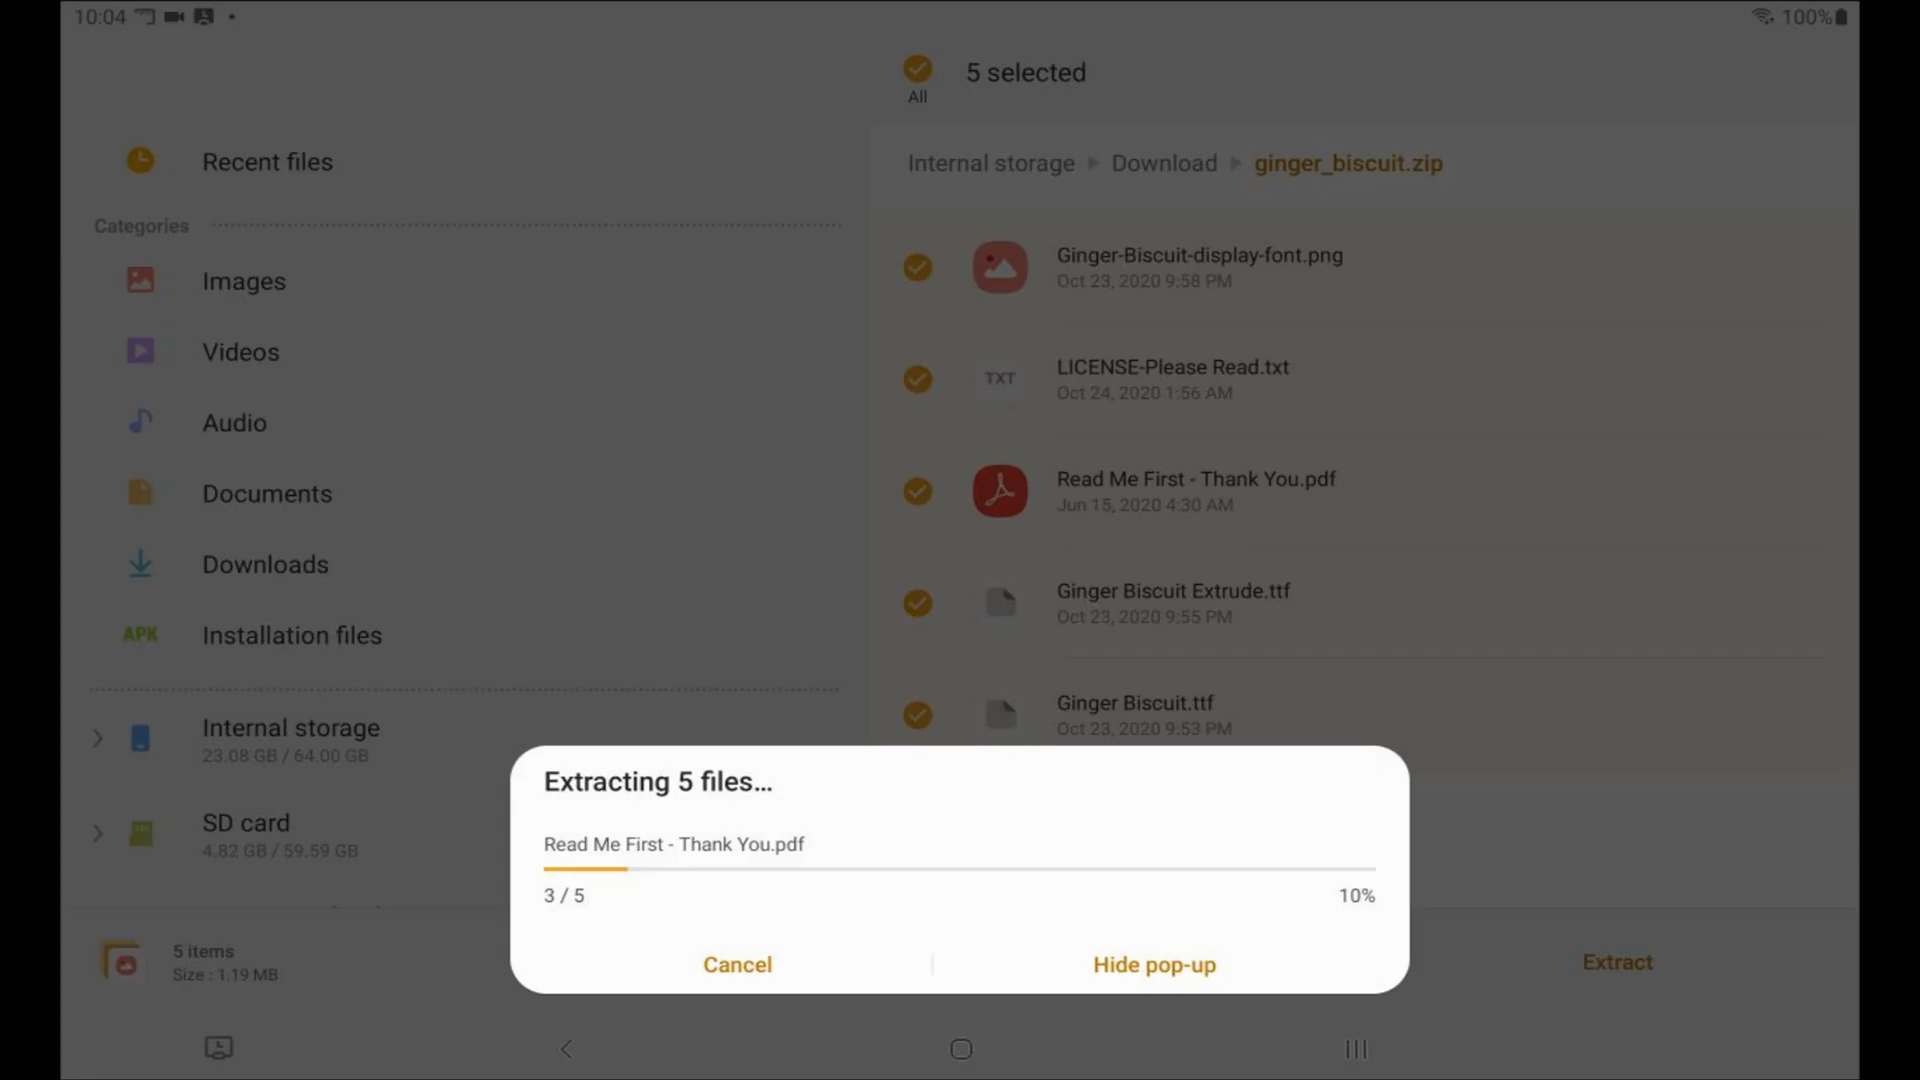 10:04
100%
All
5 selected
Recent files
Categories
Images
Videos
Audio
Documents
Downloads
APK Installation files
Internal storage
23.08 GB / 64.00 GB
SD card
4.82 GB / 59.59 GB
5 items
Size : 1.19 MB
Internal storage Download ginger_biscuit.zip
Ginger-Biscuit-display-font.png
Oct 23, 2020 9:58 PM
TXT
LICENSE-Please Read.txt
Oct 24, 2020 1:56 AM
Read Me First - Thank You.pdf
Jun 15, 2020 4:30 AM
Ginger Biscuit Extrude.ttf
Oct 23, 2020 9:55 PM
Ginger Biscuit.ttf
Oct 23, 2020 9:53 PM
Extracting 5 files...
Read Me First - Thank You.pdf
3 / 5
10%
Cancel
Hide pop-up
Extract